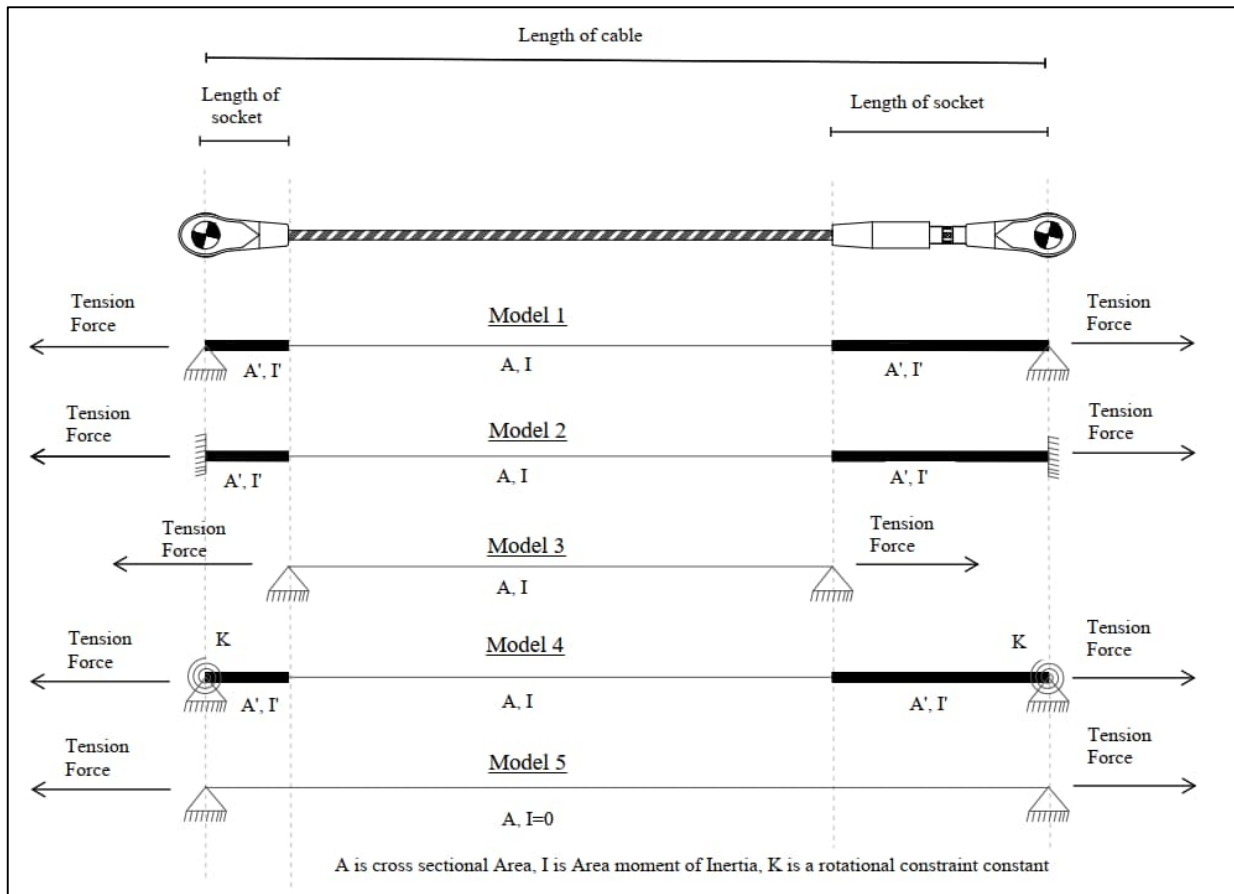 Length of cable
Length of
socket
Length of socket
Tension
Force
Model 1
Tension
Force
A', I'
A, I
A', I'
Tension
Force
Model 2
Tension
Force
A', I'
A, I
A', I'
Tension
Force
Model 3
Tension
Force
A, I
Tension
Force
K
Model 4
K
Tension
Force
A', I'
A, I
A', I'
Tension
Force
Model 5
Tension
Force
A, I=0
A is cross sectional Area, I is Area moment of Inertia, K is a rotational constraint constant